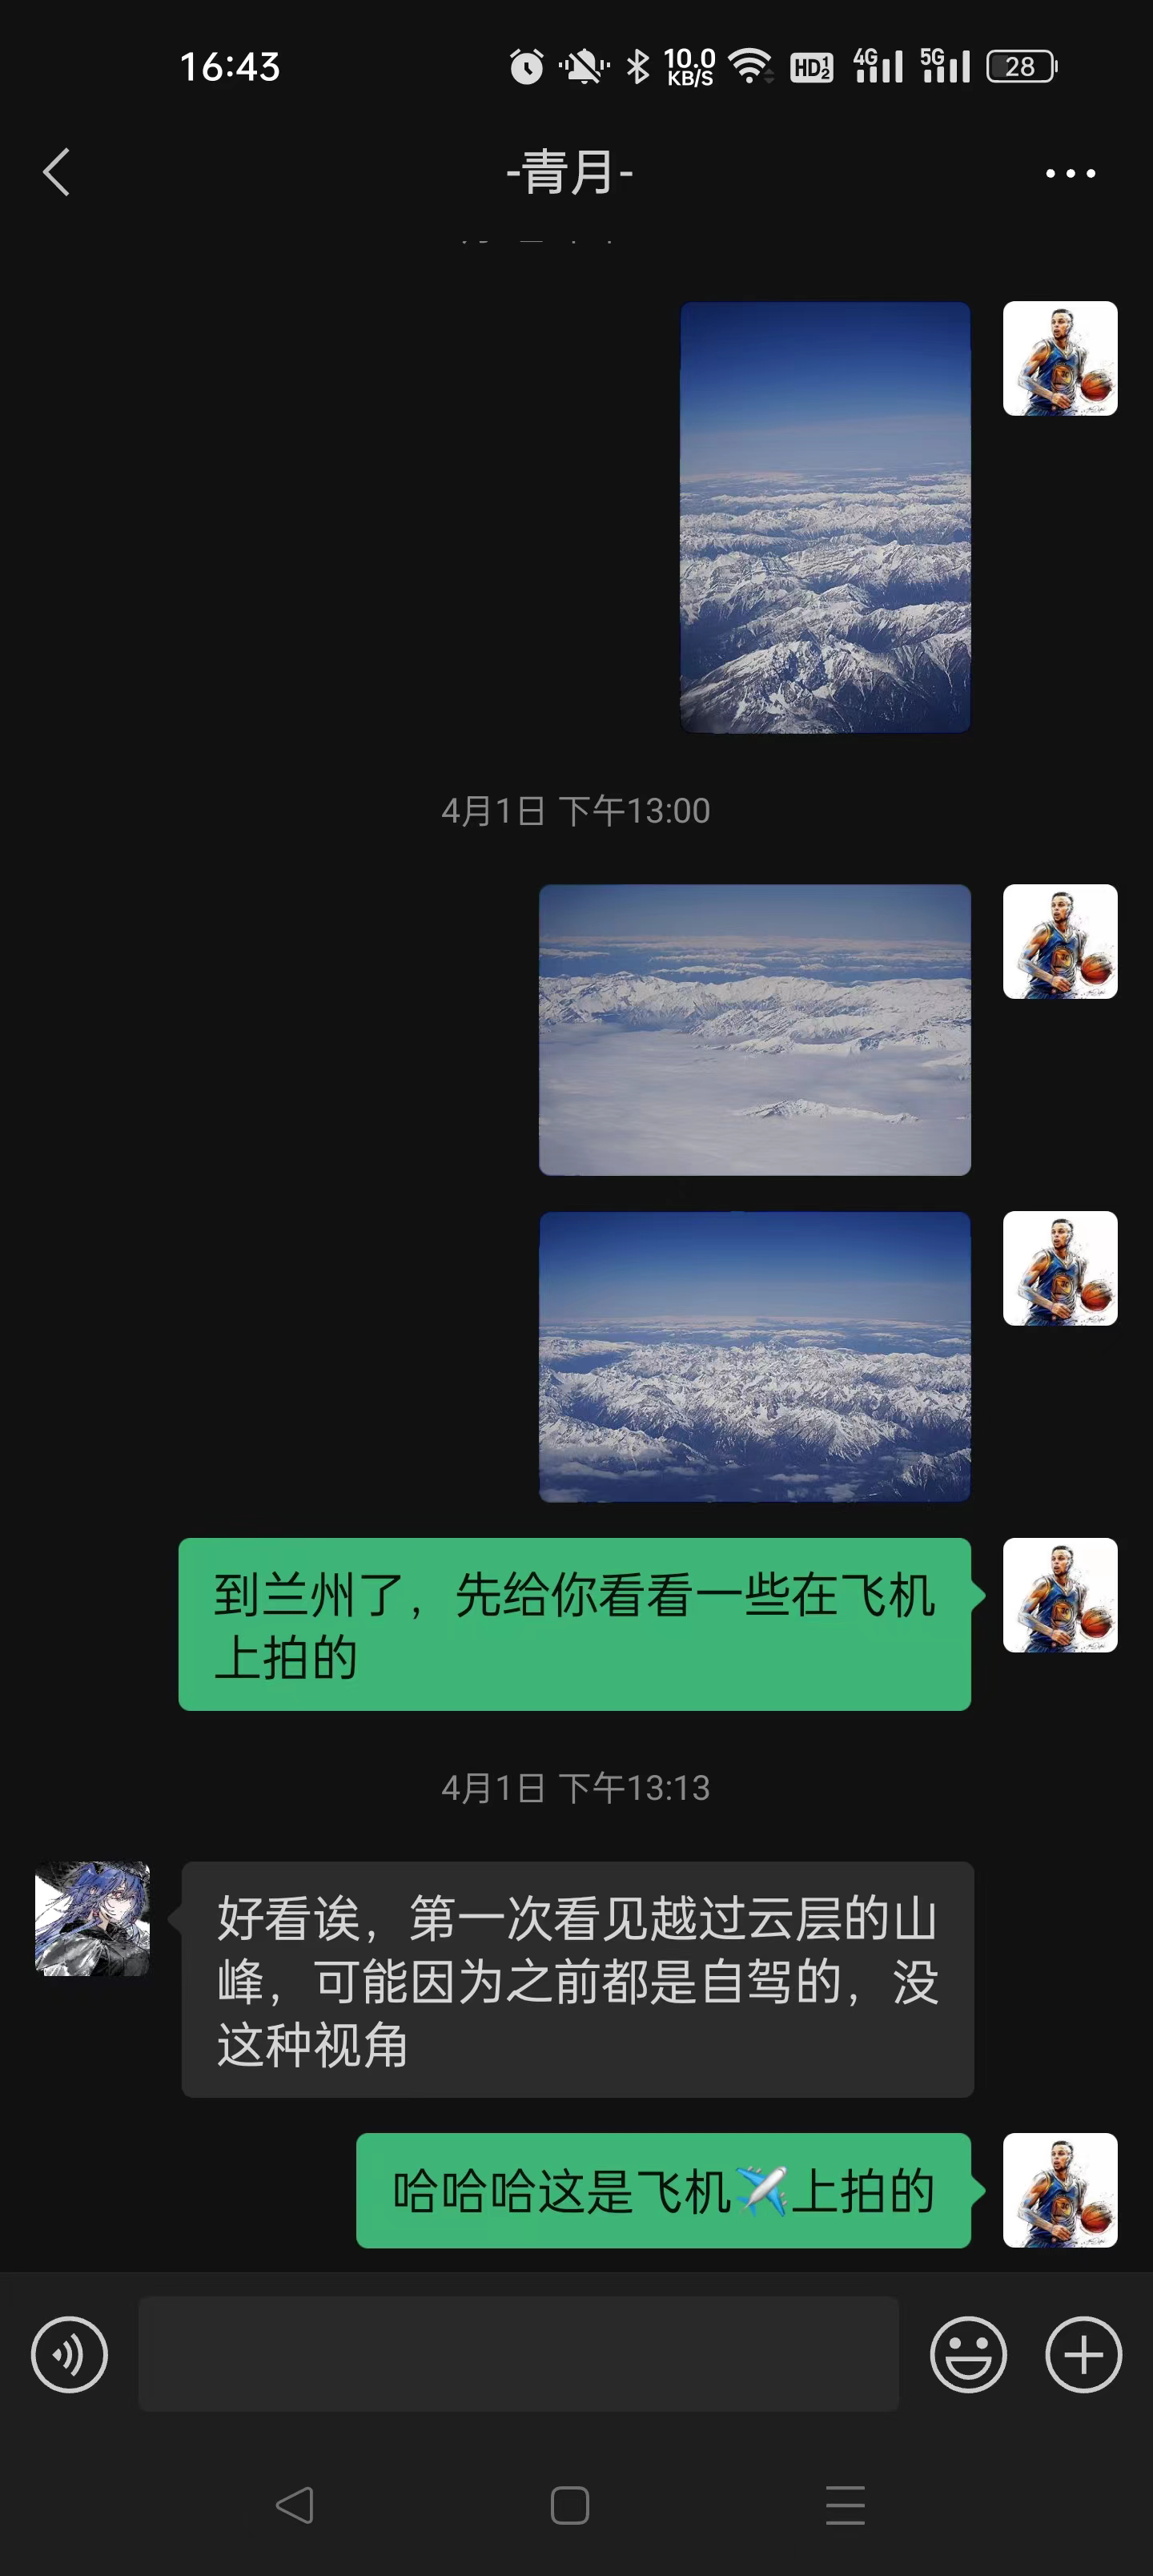 16:43
10.0
KB/S
HD1
2
4G
5G
28
-青月-
4月1日 下午13:00
到兰州了，先给你看看一些在飞机
上拍的
4月1日 下午13:13
好看诶，第一次看见越过云层的山
峰，可能因为之前都是自驾的，没
这种视角
哈哈哈这是飞机✈️上拍的